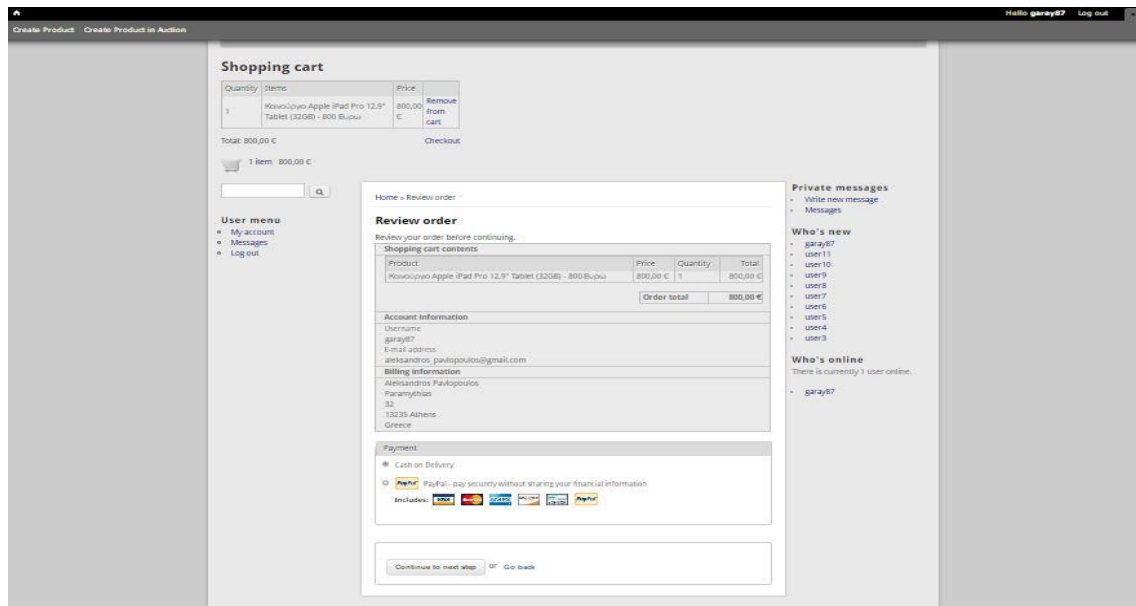 Hello garay87 Log out
Create Product Create Product in Auction
Shopping cart
Quantity Items Price
1 Καινούργιο Apple iPad Pro 12.9" Tablet (32GB) - 800 Ευρώ 800,00 € Remove from cart
Total: 800,00 € Checkout
1 item 800,00 €
User menu
My account
Messages
Log out
Home » Review order
Review order
Review your order before continuing.
Shopping cart contents
Product Price Quantity Total
Καινούργιο Apple iPad Pro 12.9" Tablet (32GB) - 800 Ευρώ 800,00 € 1 800,00 €
Order total 800,00 €
Account information
Username
garay87
E-mail address
aleksandros_pavlopoulos@gmail.com
Billing information
Aleksandros Pavlopoulos
Paramythias
32
13235 Athens
Greece
Payment
Cash on Delivery
PayPal PayPal - pay securely without sharing your financial information
Includes: VISA PayPal
Continue to next step or Go back
Private messages
Write new message
Messages
Who's new
garay87
user11
user10
user9
user8
user7
user6
user5
user4
user3
Who's online
There is currently 1 user online.
garay87